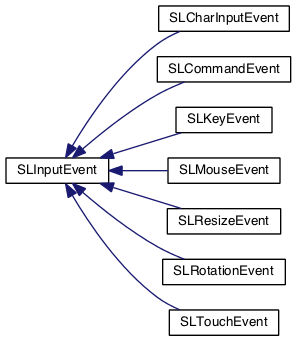 SLCharInputEvent
SLCommandEvent
SLKeyEvent
SLInputEvent
SLMouseEvent
SLResizeEvent
SLRotationEvent
SLTouchEvent